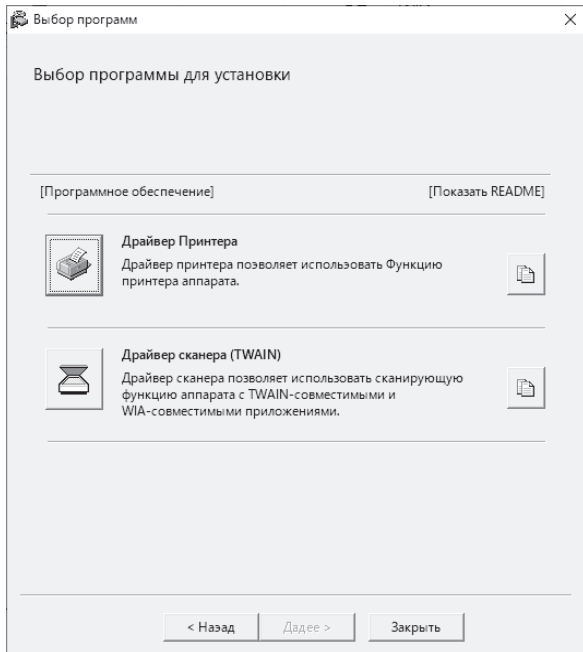 Выбор программ
Выбор программы для установки
[Программное обеспечение] [Показать README]
Драйвер Принтера
Драйвер принтера позволяет использовать Функцию
принтера аппарата.
Драйвер сканера (TWAIN)
Драйвер сканера позволяет использовать сканирующую
функцию аппарата с TWAIN-совместимыми и
WIA-совместимыми приложениями.
< Назад Дадее > Закрыть